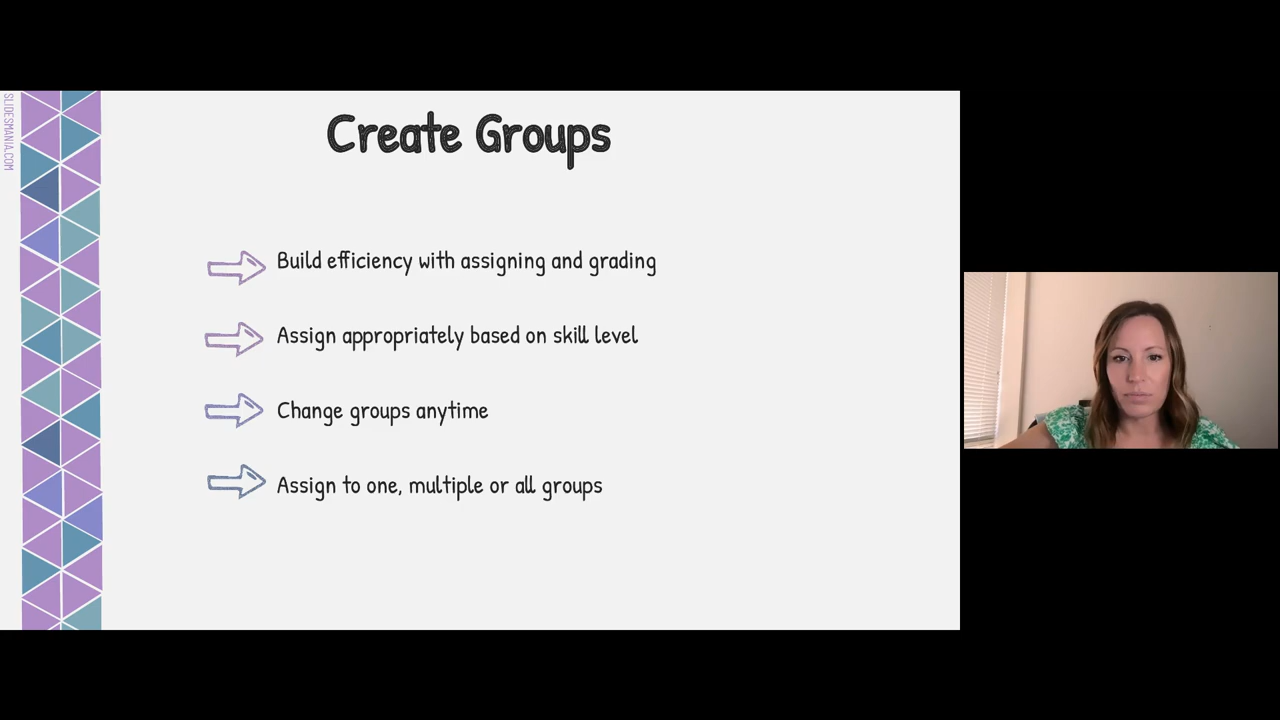 SLIDESMANIA.COM
Create Groups
Build efficiency with assigning and grading
Assign appropriately based on skill level
Change groups anytime
Assign to one, multiple or all groups